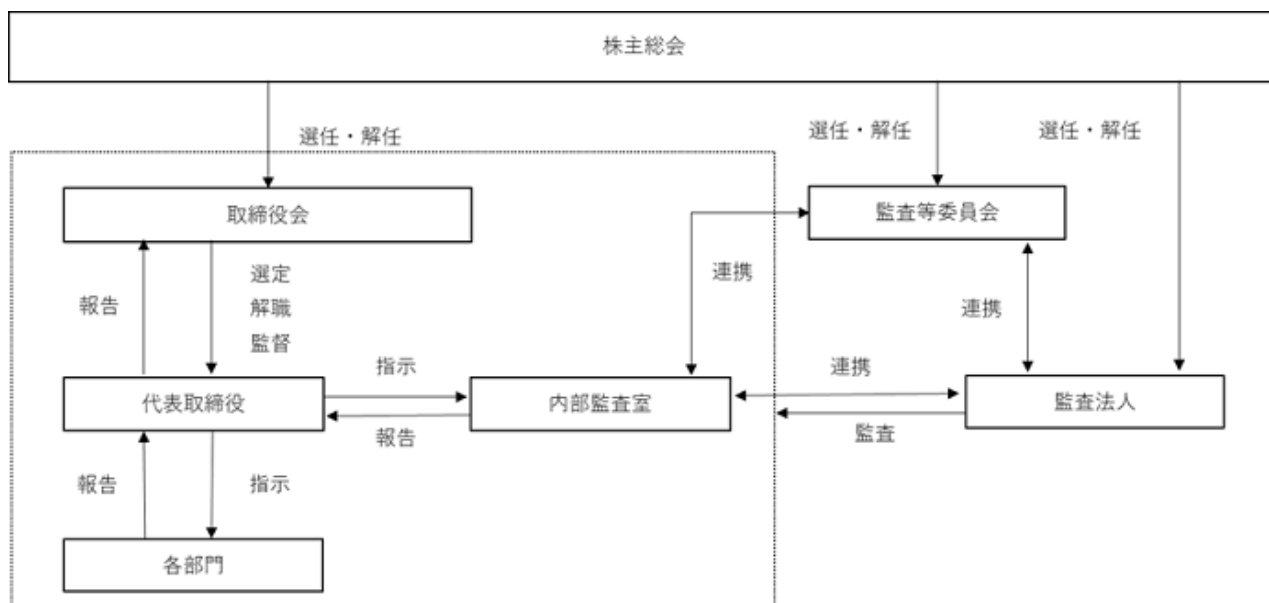 株主総会
選任・解任
選任・解任
選任・解任
取締役会
監査等委員会
報告
選定
解職
監督
連携
連携
代表取締役
指示
報告
内部監査室
連携
監査
監査法人
報告
指示
各部門